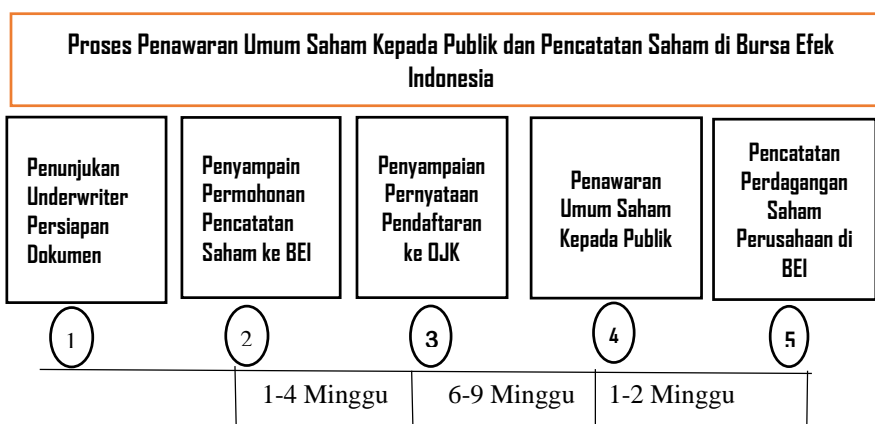 Proses Penawaran Umum Saham Kepada Publik dan Pencatatan Saham di Bursa Efek
Indonesia
Penunjukan
Underwriter
Persiapan
Dokumen
Penyampain
Permohonan
Pencatatan
Saham ke BEI
Penyampaian
Pernyataan
Pendaftaran
ke OJK
Penawaran
Umum Saham
Kepada Publik
Pencatatan
Perdagangan
Saham
Perusahaan di
BEI
1
2
3
4
5
1-4 Minggu
6-9 Minggu
1-2 Minggu